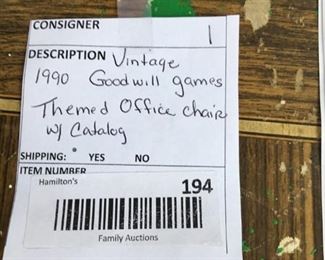 CONSIGNER 1
DESCRIPTION Vintage
1990 Goodwill games
Themed Office chair
w/ Catalog
SHIPPING: YES NO
ITEM NUMBER
Hamilton's 194
Family Auctions